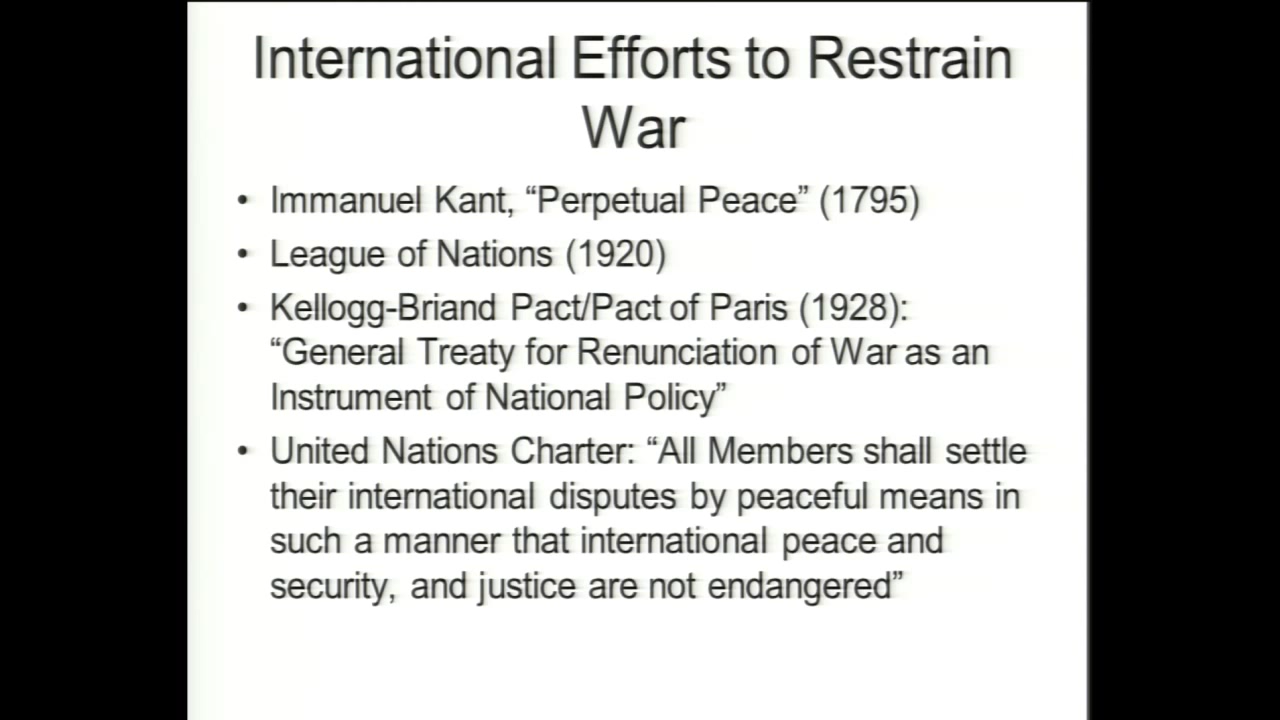 International Efforts to Restrain
War
• Immanuel Kant, “Perpetual Peace” (1795)
• League of Nations (1920)
• Kellogg-Briand Pact/Pact of Paris (1928):
“General Treaty for Renunciation of War as an
Instrument of National Policy”
• United Nations Charter: “All Members shall settle
their international disputes by peaceful means in
such a manner that international peace and
security, and justice are not endangered”